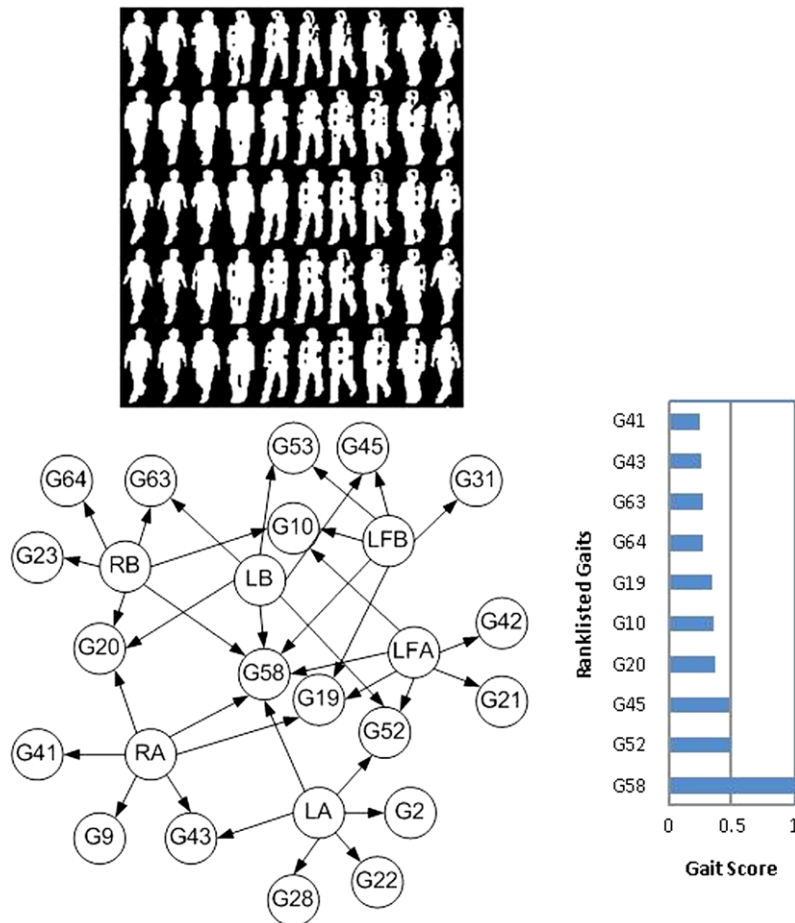 G53
G45
G64
G63
G31
G10
LFB
G23
RB
LB
G20
G42
LFA
G58
G19
G21
G52
G41
RA
G9
G43
LA
G2
G28
G22
Ranklisted Gaits
G41
G43
G63
G64
G19
G10
G20
G45
G52
G58
0 0.5 1
Gait Score